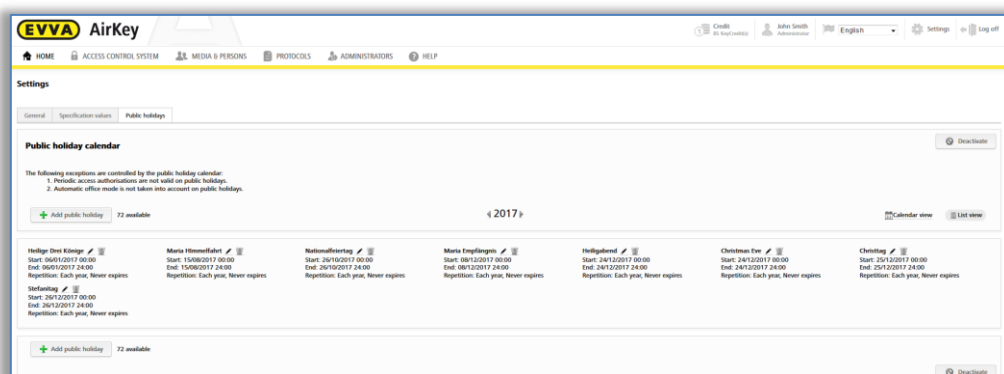 EVVA AirKey
Credit
85 KeyCredit(s)
John Smith
Administrator
English
Settings
Log off
HOME
ACCESS CONTROL SYSTEM
MEDIA & PERSONS
PROTOCOLS
ADMINISTRATORS
HELP
Settings
General
Specification values
Public holidays
Public holiday calendar
Deactivate
The following exceptions are controlled by the public holiday calendar:
1. Periodic access authorisations are not valid on public holidays.
2. Automatic office mode is not taken into account on public holidays.
Add public holiday
72 available
2017
Calendar view
List view
Heilige Drei Könige
Start: 06/01/2017 00:00
End: 06/01/2017 24:00
Repetition: Each year, Never expires
Maria Himmelfahrt
Start: 15/08/2017 00:00
End: 15/08/2017 24:00
Repetition: Each year, Never expires
Nationalfeiertag
Start: 26/10/2017 00:00
End: 26/10/2017 24:00
Repetition: Each year, Never expires
Maria Empfängnis
Start: 08/12/2017 00:00
End: 08/12/2017 24:00
Repetition: Each year, Never expires
Heiligabend
Start: 24/12/2017 00:00
End: 24/12/2017 24:00
Repetition: Each year, Never expires
Christmas Eve
Start: 24/12/2017 00:00
End: 24/12/2017 24:00
Repetition: Each year, Never expires
Christtag
Start: 25/12/2017 00:00
End: 25/12/2017 24:00
Repetition: Each year, Never expires
Stefanitag
Start: 26/12/2017 00:00
End: 26/12/2017 24:00
Repetition: Each year, Never expires
Add public holiday
72 available
Deactivate